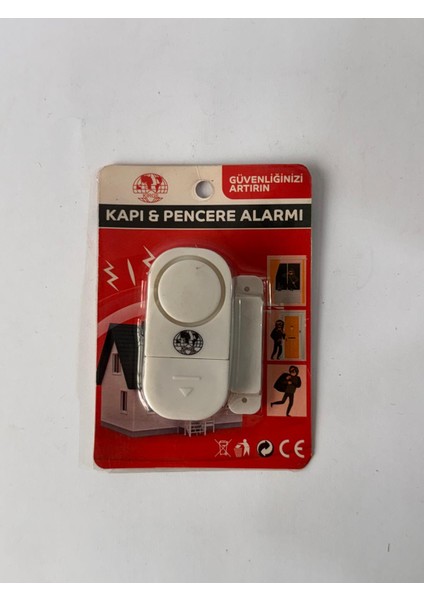 GÜVENLİĞİNİZİ
ARTIRIN
KAPI & PENCERE ALARMI
CE